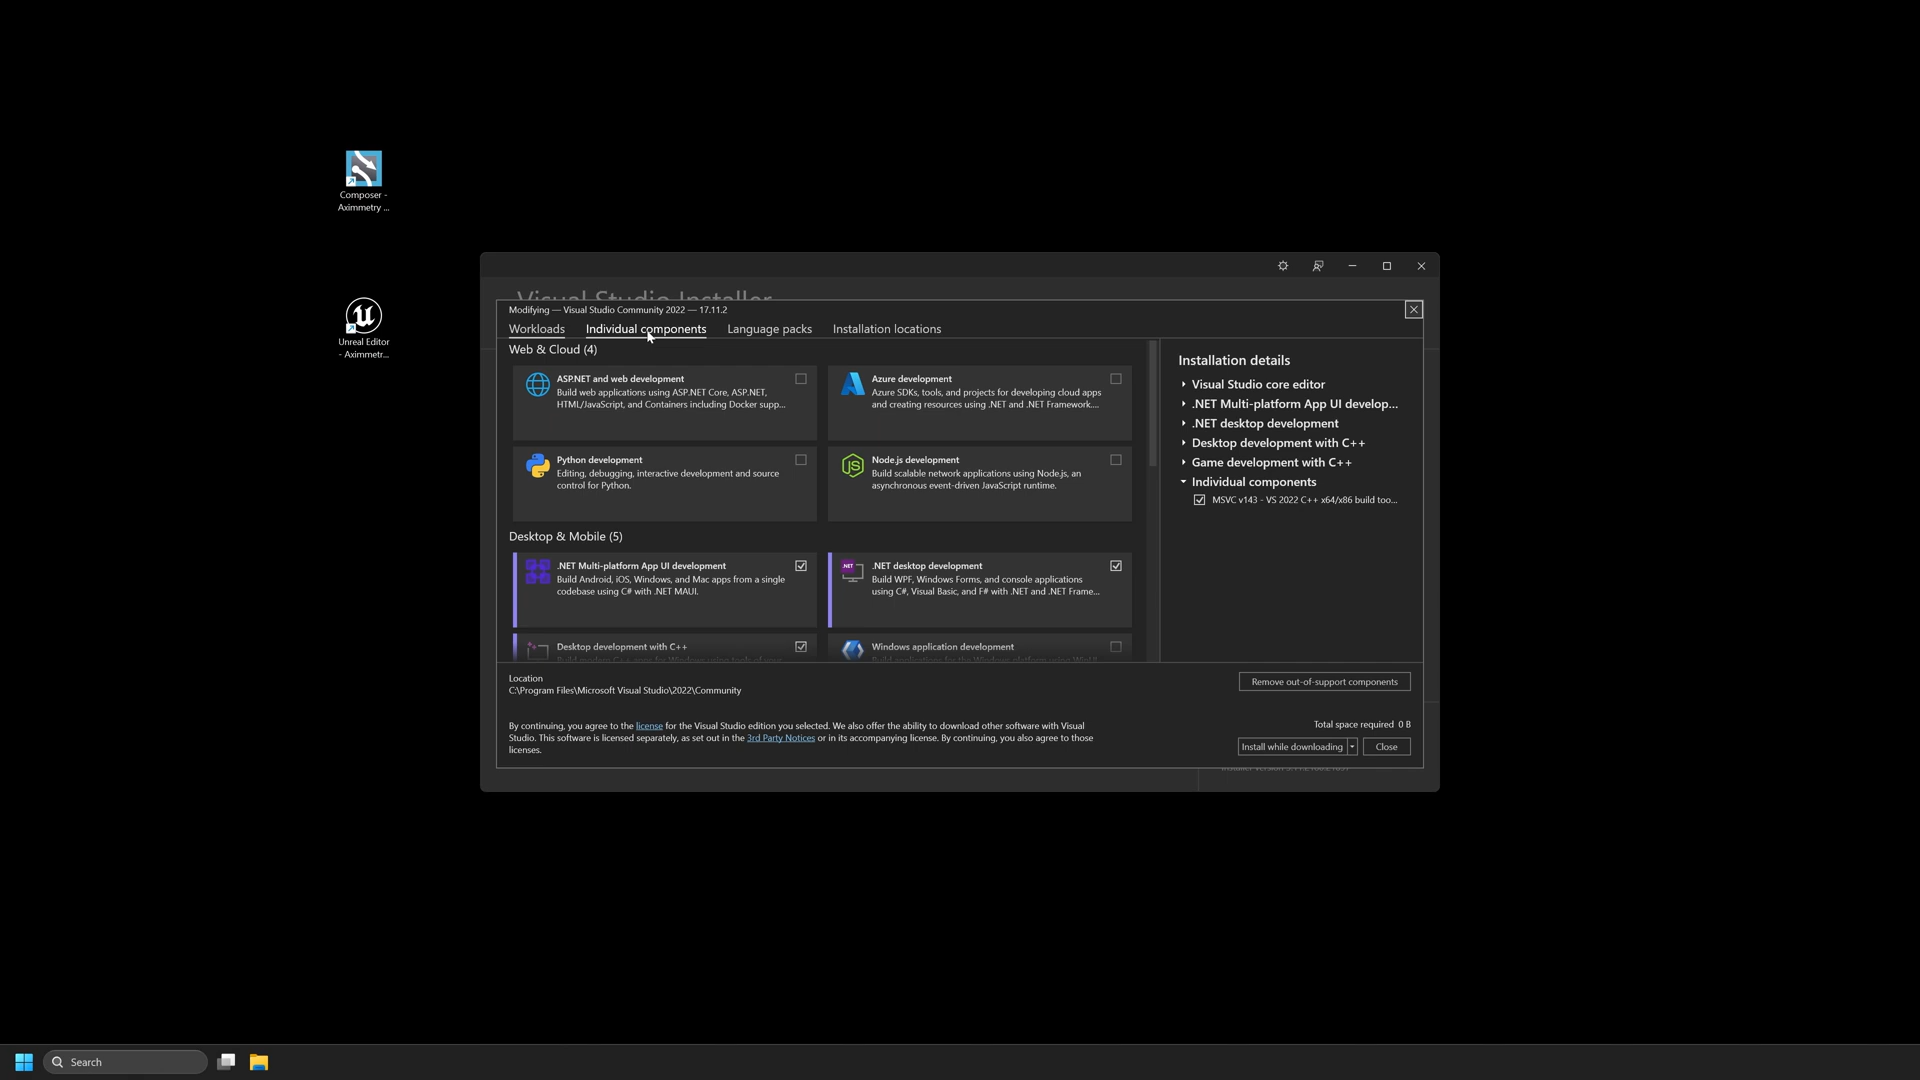 Composer -
Aximmetry ...
Unreal Editor
- Aximmetr...
Visual Studio Installer
Modifying — Visual Studio Community 2022 — 17.11.2
Workloads
Individual components
Language packs
Installation locations
Web & Cloud (4)
ASP.NET and web development
Build web applications using ASP.NET Core, ASP.NET,
HTML/JavaScript, and Containers including Docker supp...
Azure development
Azure SDKs, tools, and projects for developing cloud apps
and creating resources using .NET and .NET Framework....
Python development
Editing, debugging, interactive development and source
control for Python.
Node.js development
Build scalable network applications using Node.js, an
asynchronous event-driven JavaScript runtime.
Desktop & Mobile (5)
.NET Multi-platform App UI development
Build Android, iOS, Windows, and Mac apps from a single
codebase using C# with .NET MAUI.
.NET
.NET desktop development
Build WPF, Windows Forms, and console applications
using C#, Visual Basic, and F# with .NET and .NET Frame...
Desktop development with C++
Windows application development
Installation details
Visual Studio core editor
.NET Multi-platform App UI develop...
.NET desktop development
Desktop development with C++
Game development with C++
Individual components
MSVC v143 - VS 2022 C++ x64/x86 build too...
Location
C:\Program Files\Microsoft Visual Studio\2022\Community
Remove out-of-support components
By continuing, you agree to the license for the Visual Studio edition you selected. We also offer the ability to download other software with Visual
Studio. This software is licensed separately, as set out in the 3rd Party Notices or in its accompanying license. By continuing, you also agree to those
licenses.
Total space required 0 B
Install while downloading
Close
Search